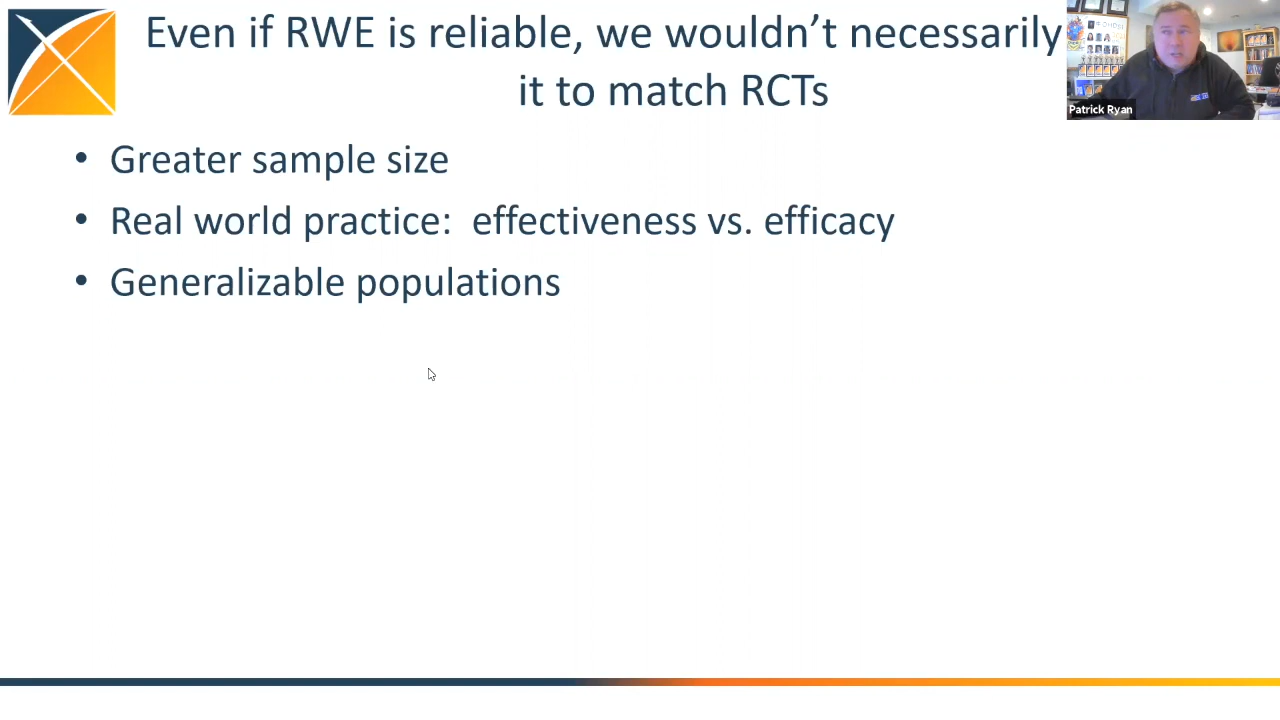 Even if RWE is reliable, we wouldn’t necessarily
it to match RCTs
Patrick Ryan
• Greater sample size
• Real world practice: effectiveness vs. efficacy
• Generalizable populations